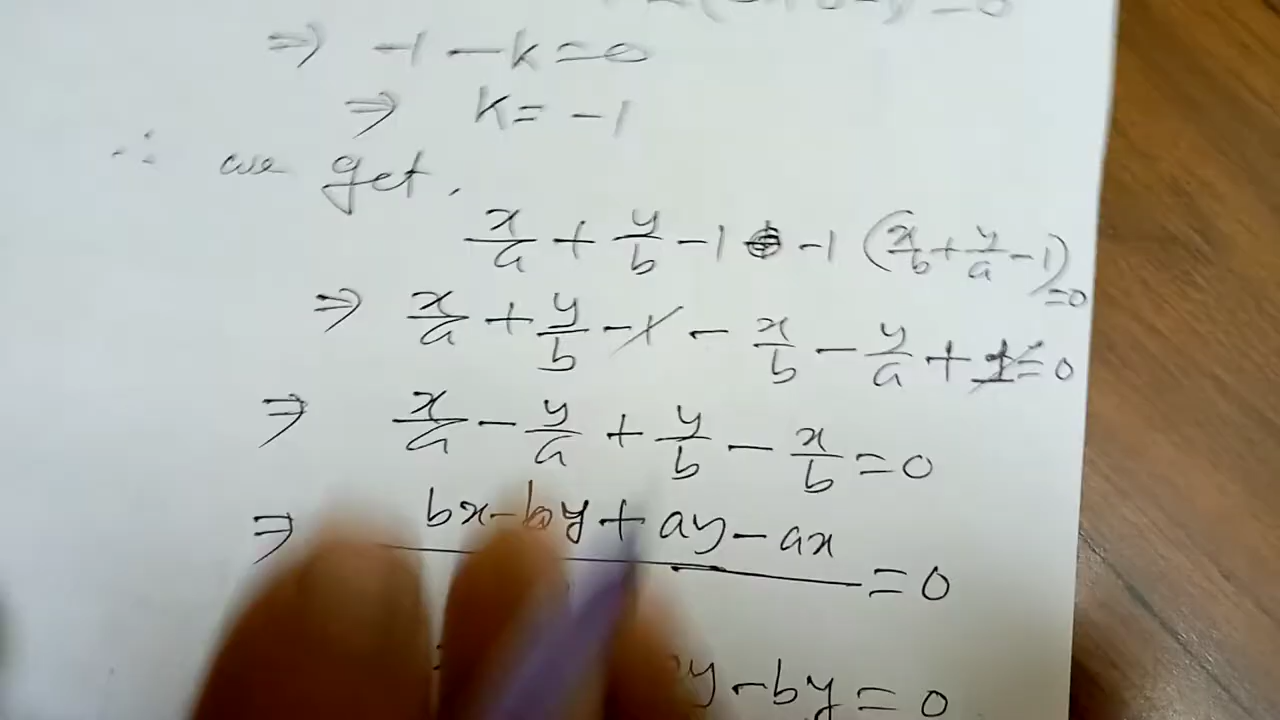 ⇒ -1 - k = 0
⇒ k = -1
∴ we get,
x/a + y/b - 1 - 1 (x/b + y/a - 1) = 0
⇒ x/a + y/b - 1 - x/b - y/a + 1 = 0
⇒ x/a - y/a + y/b - x/b = 0
⇒ bx - by + ay - ax = 0
y - by = 0